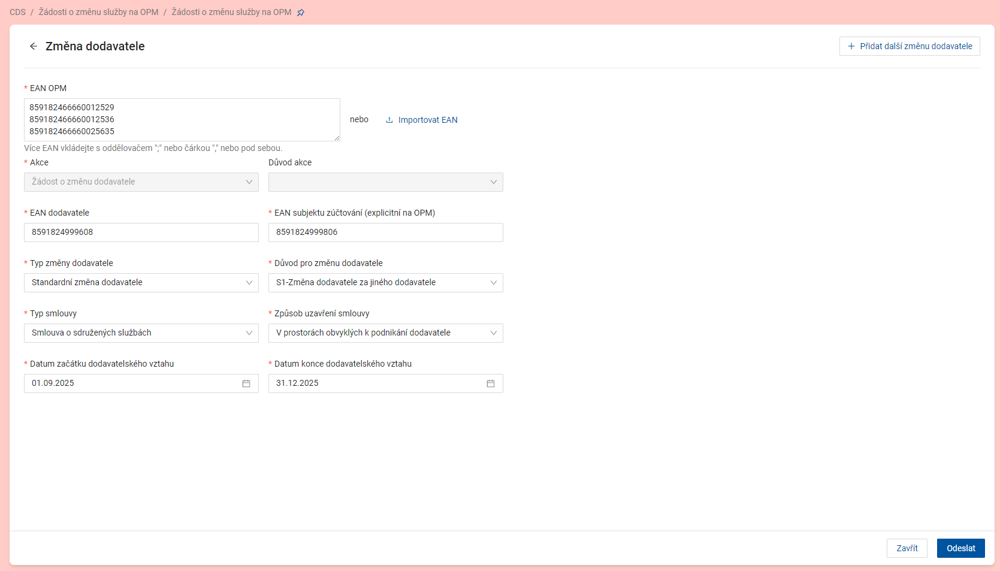 CDS / Žádosti o změnu služby na OPM / Žádosti o změnu služby na OPM
Změna dodavatele
Přidat další změnu dodavatele
* EAN OPM
859182466660012529
859182466660012536
859182466660025635
nebo
Importovat EAN
Více EAN vkládejte s oddělovačem ";" nebo čárkou "," nebo pod sebou.
* Akce
Důvod akce
Žádost o změnu dodavatele
* EAN dodavatele
* EAN subjektu zúčtování (explicitní na OPM)
8591824999608
8591824999806
* Typ změny dodavatele
* Důvod pro změnu dodavatele
Standardní změna dodavatele
S1-Změna dodavatele za jiného dodavatele
* Typ smlouvy
* Způsob uzavření smlouvy
Smlouva o sdružených službách
V prostorách obvyklých k podnikání dodavatele
* Datum začátku dodavatelského vztahu
* Datum konce dodavatelského vztahu
01.09.2025
31.12.2025
Zavřít
Odeslat